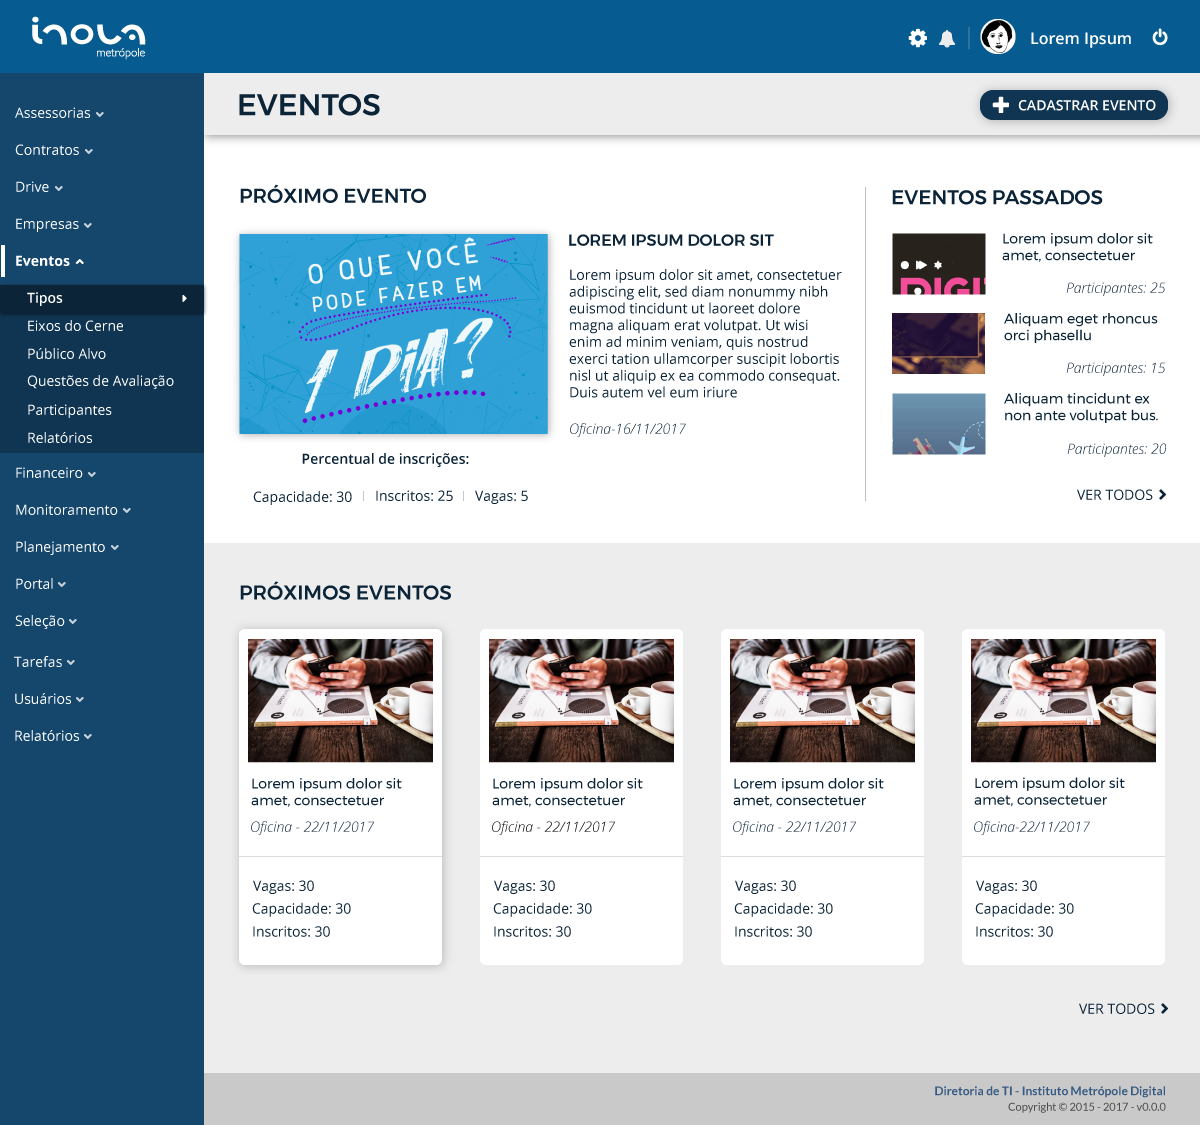 inova
metrópole
Lorem Ipsum
Assessorias
Contratos
Drive
Empresas
Eventos
Tipos
Eixos do Cerne
Público Alvo
Questões de Avaliação
Participantes
Relatórios
Financeiro
Monitoramento
Planejamento
Portal
Seleção
Tarefas
Usuários
Relatórios
EVENTOS
CADASTRAR EVENTO
PRÓXIMO EVENTO
O QUE VOCÊ
PODE FAZER EM
1 DIA?
LOREM IPSUM DOLOR SIT
Lorem ipsum dolor sit amet, consectetuer
adipiscing elit, sed diam nonummy nibh
euismod tincidunt ut laoreet dolore
magna aliquam erat volutpat. Ut wisi
enim ad minim veniam, quis nostrud
exerci tation ullamcorper suscipit lobortis
nisl ut aliquip ex ea commodo consequat.
Duis autem vel eum iriure
Oficina-16/11/2017
Percentual de inscrições:
Capacidade: 30
Inscritos: 25
Vagas: 5
EVENTOS PASSADOS
DIGI
Lorem ipsum dolor sit
amet, consectetuer
Participantes: 25
Aliquam eget rhoncus
orci phasellu
Participantes: 15
Aliquam tincidunt ex
non ante volutpat bus.
Participantes: 20
VER TODOS
PRÓXIMOS EVENTOS
Lorem ipsum dolor sit
amet, consectetuer
Oficina - 22/11/2017
Vagas: 30
Capacidade: 30
Inscritos: 30
Lorem ipsum dolor sit
amet, consectetuer
Oficina - 22/11/2017
Vagas: 30
Capacidade: 30
Inscritos: 30
Lorem ipsum dolor sit
amet, consectetuer
Oficina - 22/11/2017
Vagas: 30
Capacidade: 30
Inscritos: 30
Lorem ipsum dolor sit
amet, consectetuer
Oficina-22/11/2017
Vagas: 30
Capacidade: 30
Inscritos: 30
VER TODOS
Diretoria de TI - Instituto Metrópole Digital
Copyright © 2015 - 2017 - v0.0.0